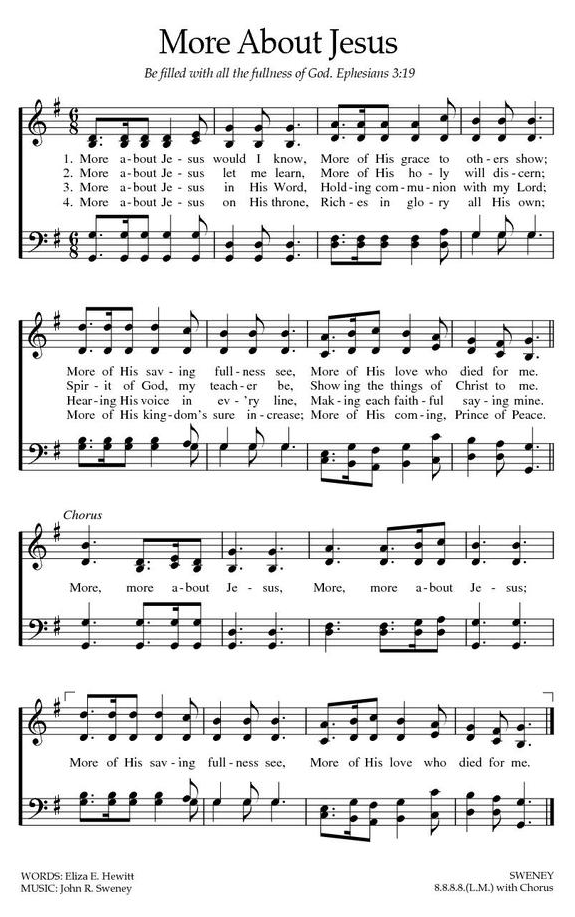 More About Jesus
Be filled with all the fullness of God. Ephesians 3:19
6 8
1. More a-bout Je - sus would I know, More of His grace to oth-ers show;
2. More a-bout Je - sus let me learn, More of His ho - ly will dis-cern;
3. More a-bout Je - sus in His Word, Hold-ing com-mu-nion with my Lord;
4. More a-bout Je - sus on His throne, Rich-es in glo-ry all His own;
6 8
More of His sav-ing full-ness see, More of His love who died for me.
Spir-it of God, my teach-er be, Show-ing the things of Christ to me.
Hear-ing His voice in ev-'ry line, Mak-ing each faith-ful say-ing mine.
More of His king-dom's sure in-crease; More of His com-ing, Prince of Peace.
Chorus
More, more a-bout Je - sus, More, more a-bout Je - sus;
More of His sav-ing full-ness see, More of His love who died for me.
WORDS: Eliza E. Hewitt
MUSIC: John R. Sweney
SWENEY
8.8.8.8.(L.M.) with Chorus